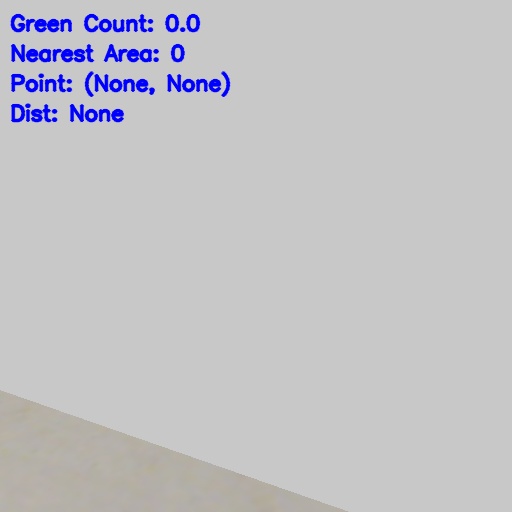 Green Count: 0.0
Nearest Area: 0
Point: (None, None)
Dist: None